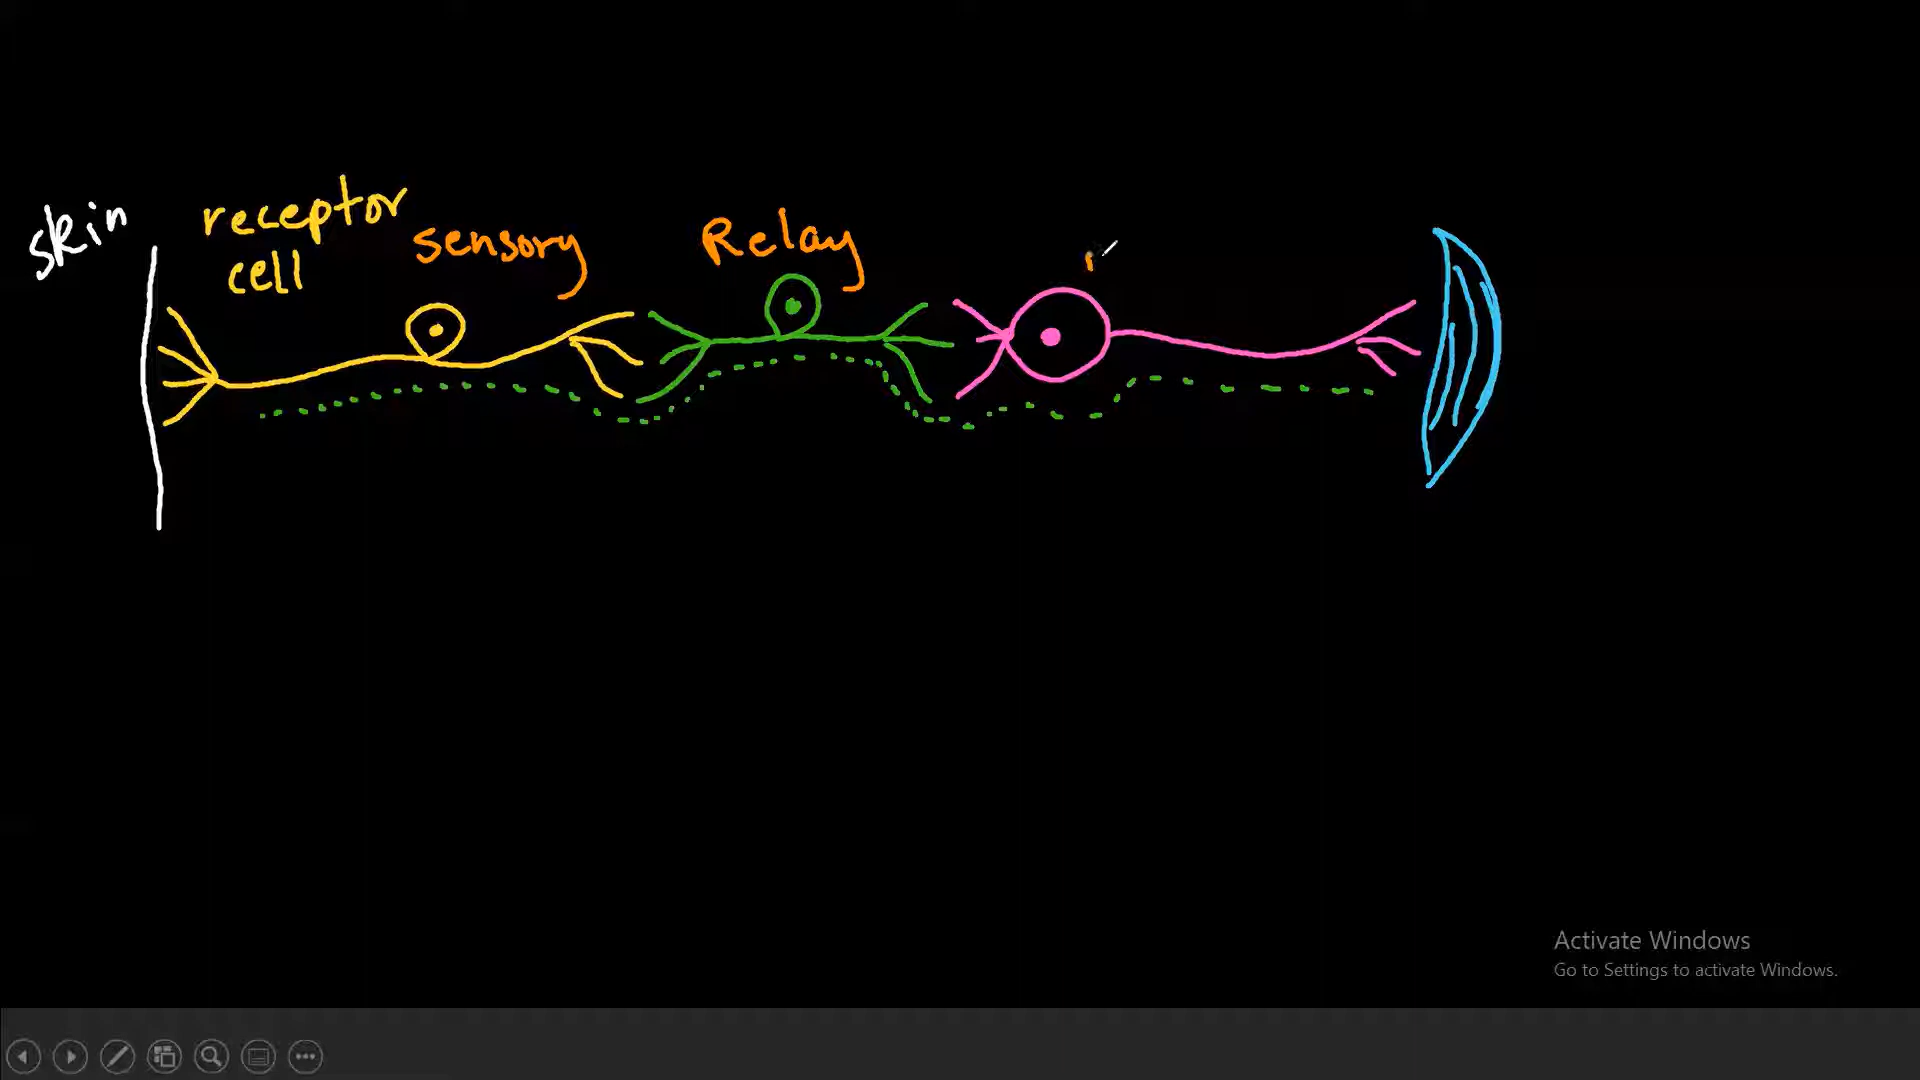 skin
receptor
cell
sensory
Relay
Activate Windows
Go to Settings to activate Windows.